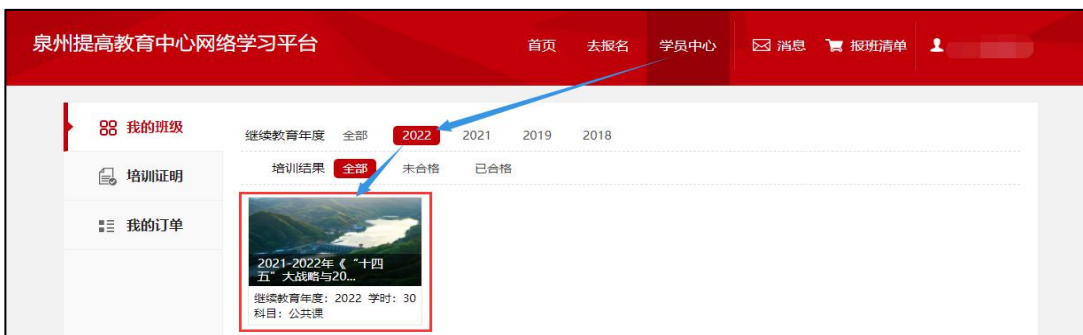 泉州提高教育中心网络学习平台 首页 去报名 学员中心 消息 报班清单
我的班级
培训证明
我的订单
继续教育年度 全部 2022 2021 2019 2018
培训结果 全部 未合格 已合格
2021-2022年《“十四
五”大战略与20...
继续教育年度：2022 学时：30
科目：公共课